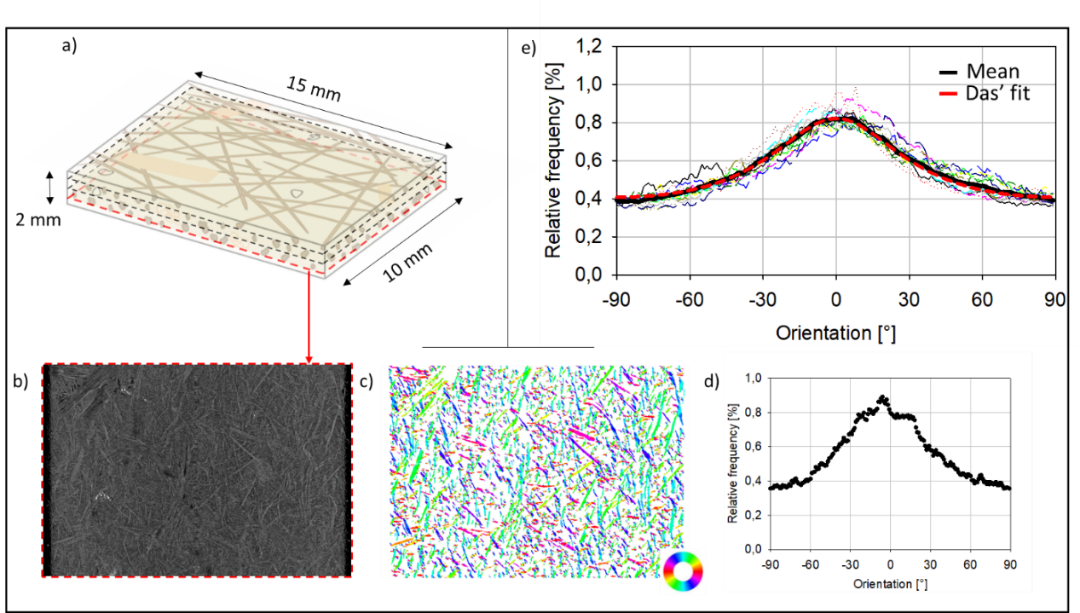 a)
15 mm
2 mm
10 mm
e)
1,2
1,0
0,8
0,6
0,4
0,2
0,0
Relative frequency [%]
Mean
Das’ fit
-90
-60
-30
0
30
60
90
Orientation [°]
b)
c)
d)
1,0
0,8
0,6
0,4
0,2
0,0
Relative frequency [%]
-90
-60
-30
0
30
60
90
Orientation [°]